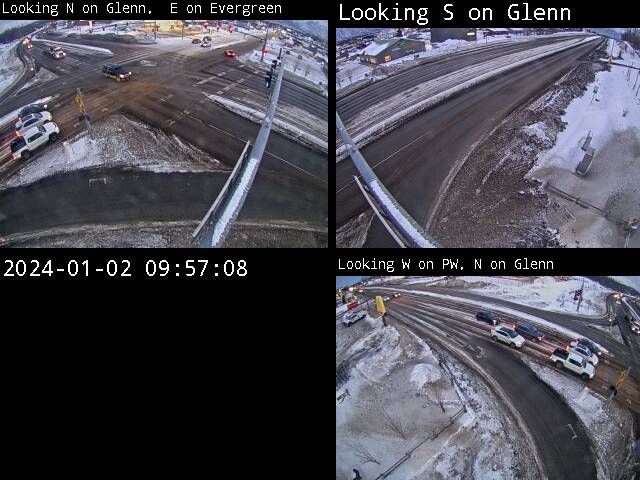 Looking N on Glenn,  E on Evergreen
Looking S on Glenn
2024-01-02 09:57:08
Looking W on PW, N on Glenn